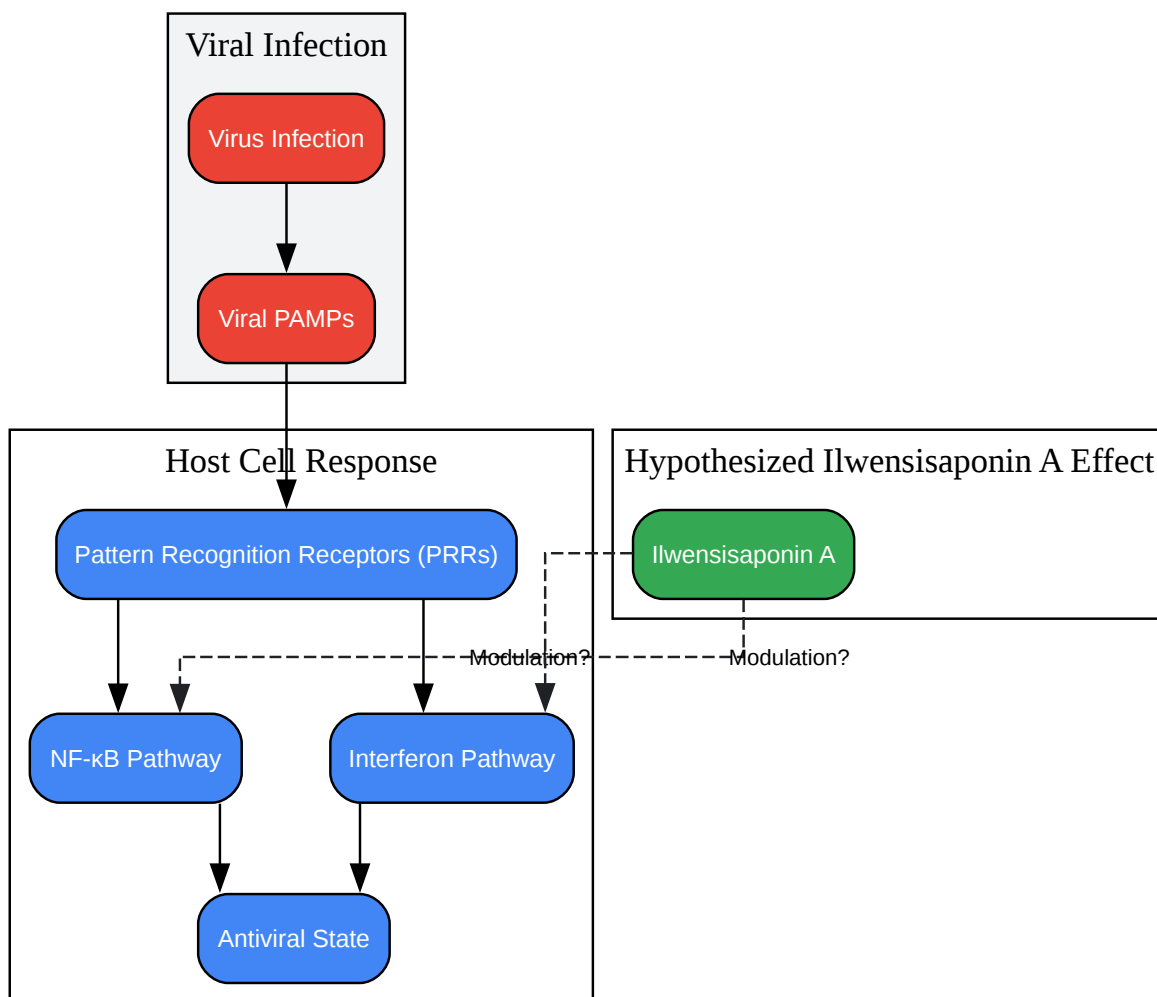 Viral Infection
Virus Infection
Viral PAMPs
Host Cell Response
Hypothesized Ilwensisaponin A Effect
Pattern Recognition Receptors (PRRs)
Ilwensisaponin A
Modulation?
Modulation?
NF-κB Pathway
Interferon Pathway
Antiviral State